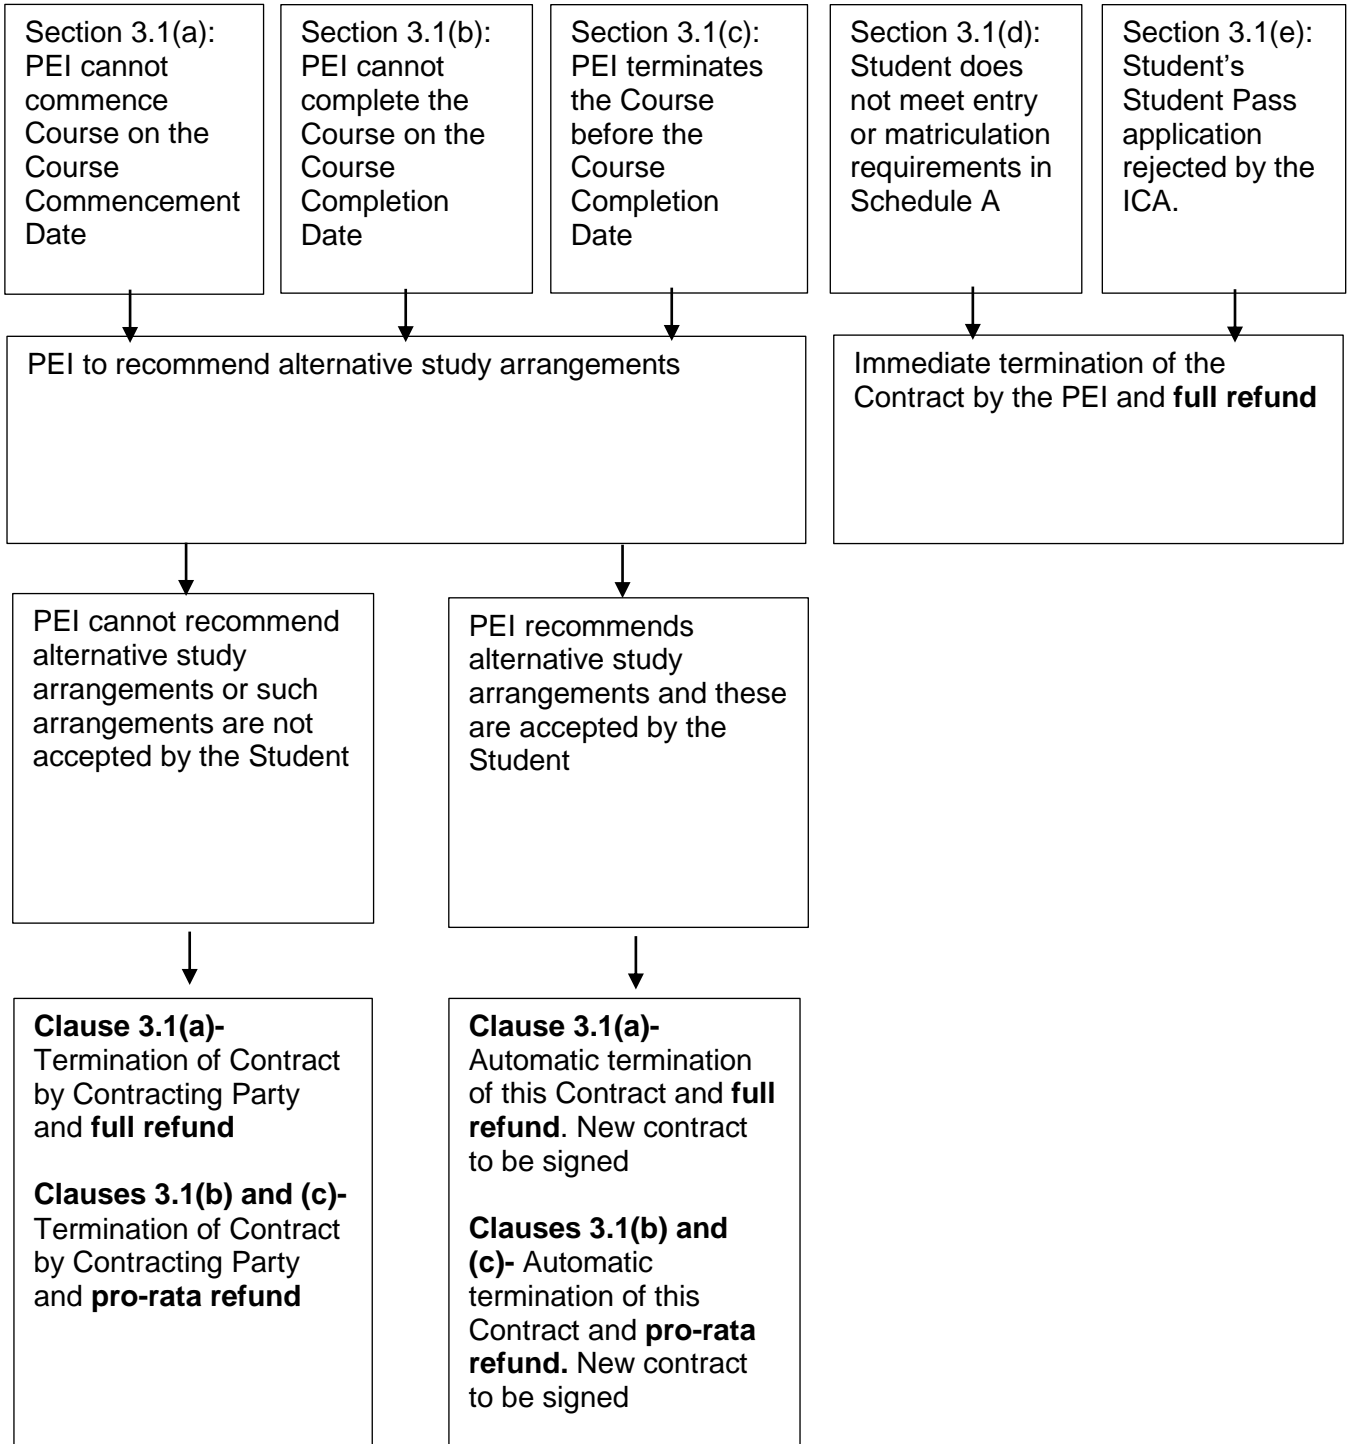 Section 3.1(a):
PEI cannot
commence
Course on the
Course
Commencement
Date
Section 3.1(b):
PEI cannot
complete the
Course on the
Course
Completion
Date
Section 3.1(c):
PEI terminates
the Course
before the
Course
Completion
Date
Section 3.1(d):
Student does
not meet entry
or matriculation
requirements in
Schedule A
Section 3.1(e):
Student’s
Student Pass
application
rejected by the
ICA.
PEI to recommend alternative study arrangements
Immediate termination of the
Contract by the PEI and full refund
PEI cannot recommend
alternative study
arrangements or such
arrangements are not
accepted by the Student
PEI recommends
alternative study
arrangements and these
are accepted by the
Student
Clause 3.1(a)-
Termination of Contract
by Contracting Party
and full refund
Clauses 3.1(b) and (c)-
Termination of Contract
by Contracting Party
and pro-rata refund
Clause 3.1(a)-
Automatic termination
of this Contract and full
refund. New contract
to be signed
Clauses 3.1(b) and
(c)- Automatic
termination of this
Contract and pro-rata
refund. New contract
to be signed